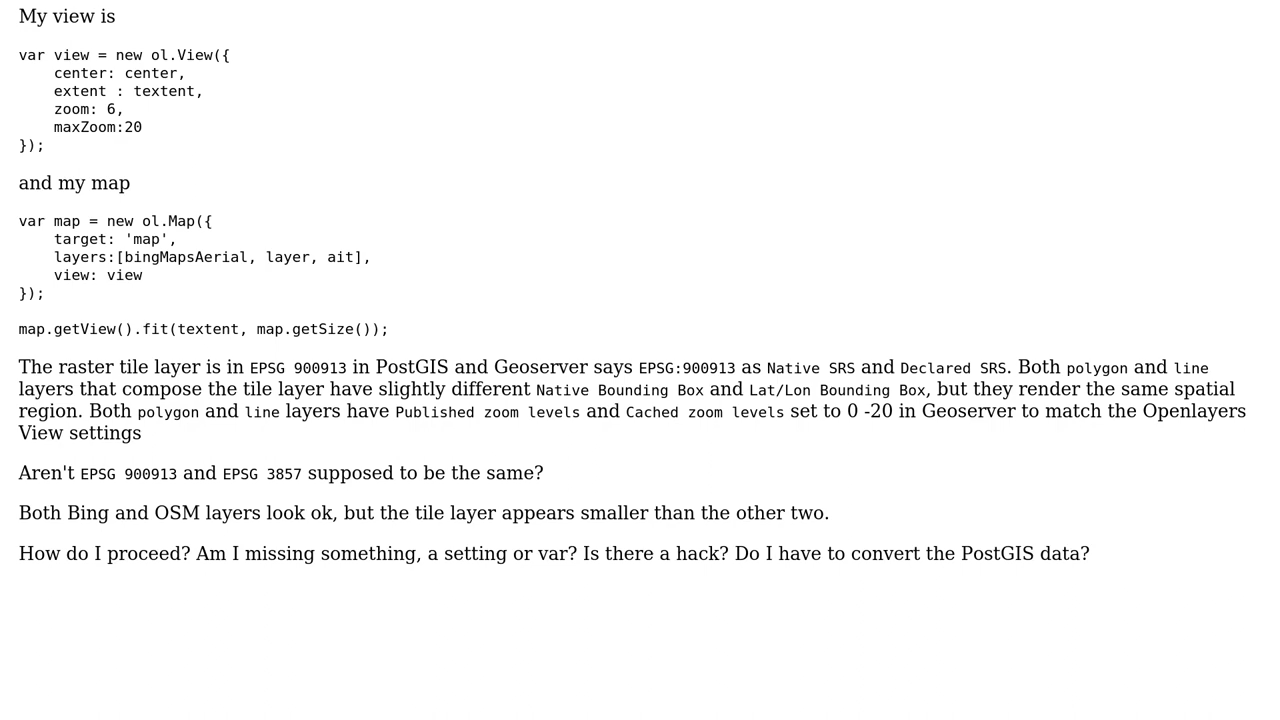 My view is
var view = new ol.View({
    center: center,
    extent : textent,
    zoom: 6,
    maxZoom:20
});
and my map
var map = new ol.Map({
    target: 'map',
    layers:[bingMapsAerial, layer, ait],
    view: view
});
map.getView().fit(textent, map.getSize());
The raster tile layer is in EPSG 900913 in PostGIS and Geoserver says EPSG:900913 as Native SRS and Declared SRS. Both polygon and line
layers that compose the tile layer have slightly different Native Bounding Box and Lat/Lon Bounding Box, but they render the same spatial
region. Both polygon and line layers have Published zoom levels and Cached zoom levels set to 0 -20 in Geoserver to match the Openlayers
View settings
Aren't EPSG 900913 and EPSG 3857 supposed to be the same?
Both Bing and OSM layers look ok, but the tile layer appears smaller than the other two.
How do I proceed? Am I missing something, a setting or var? Is there a hack? Do I have to convert the PostGIS data?